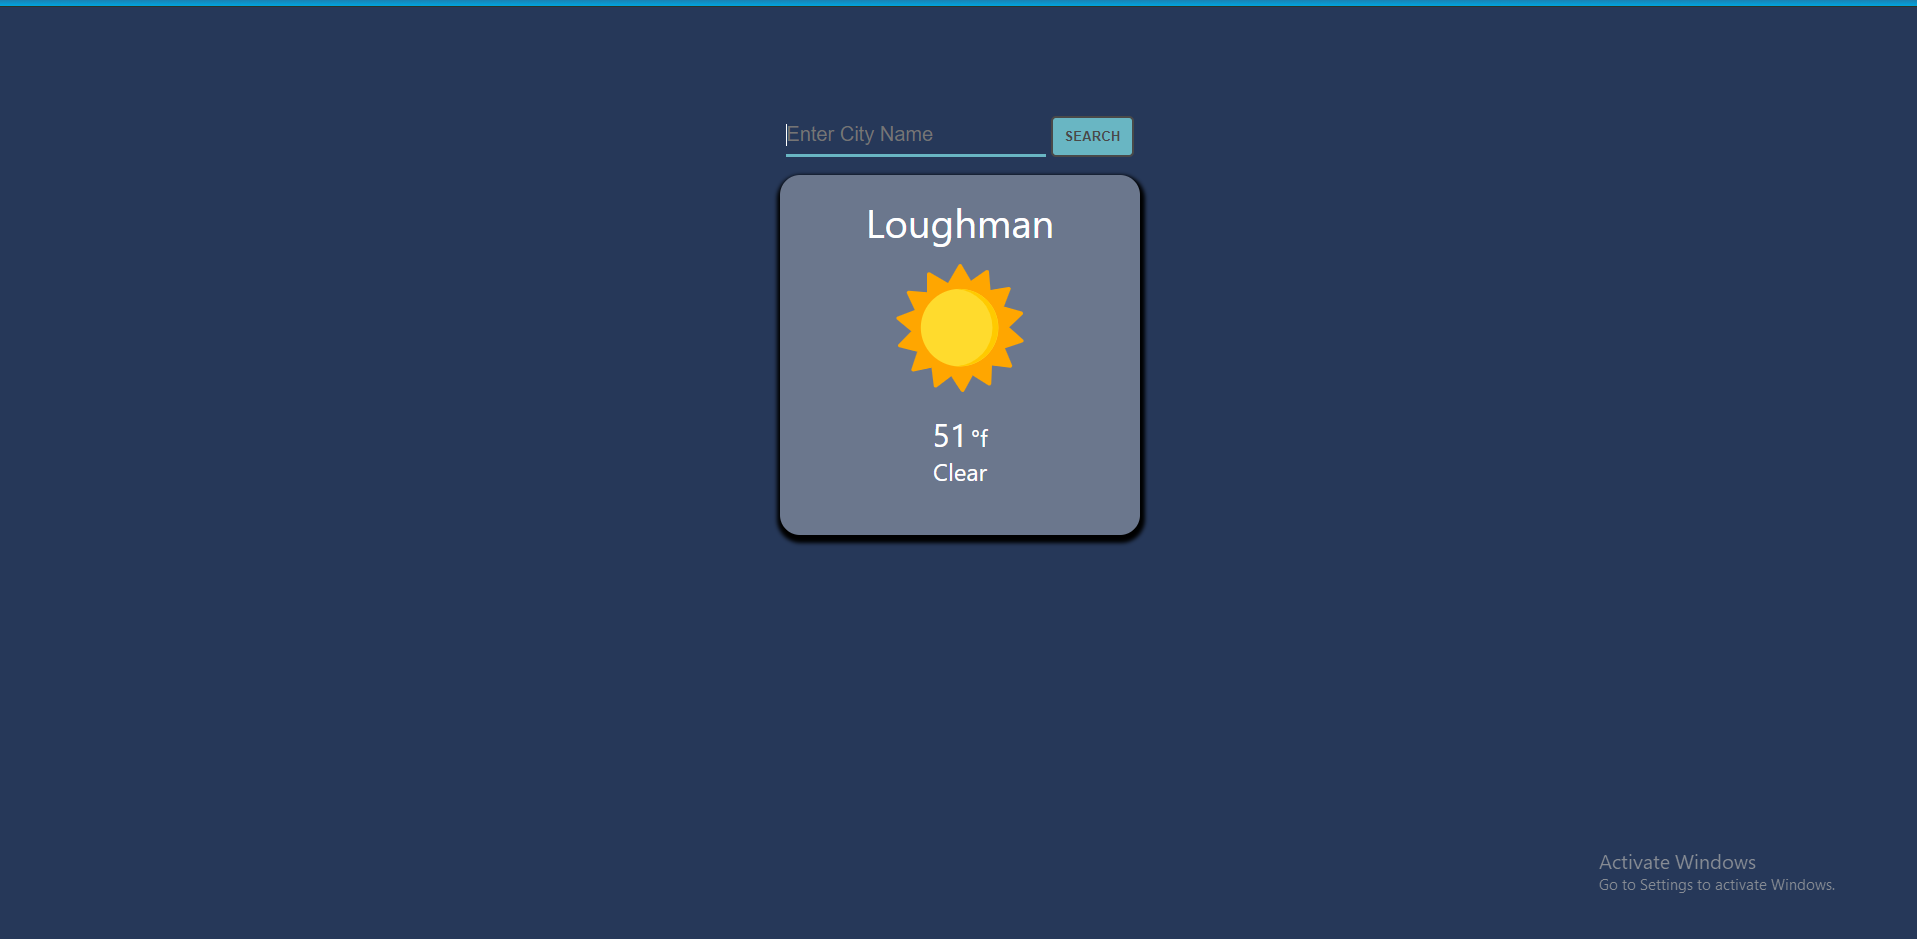 Enter City Name
SEARCH
Loughman
51 °f
Clear
Activate Windows
Go to Settings to activate Windows.